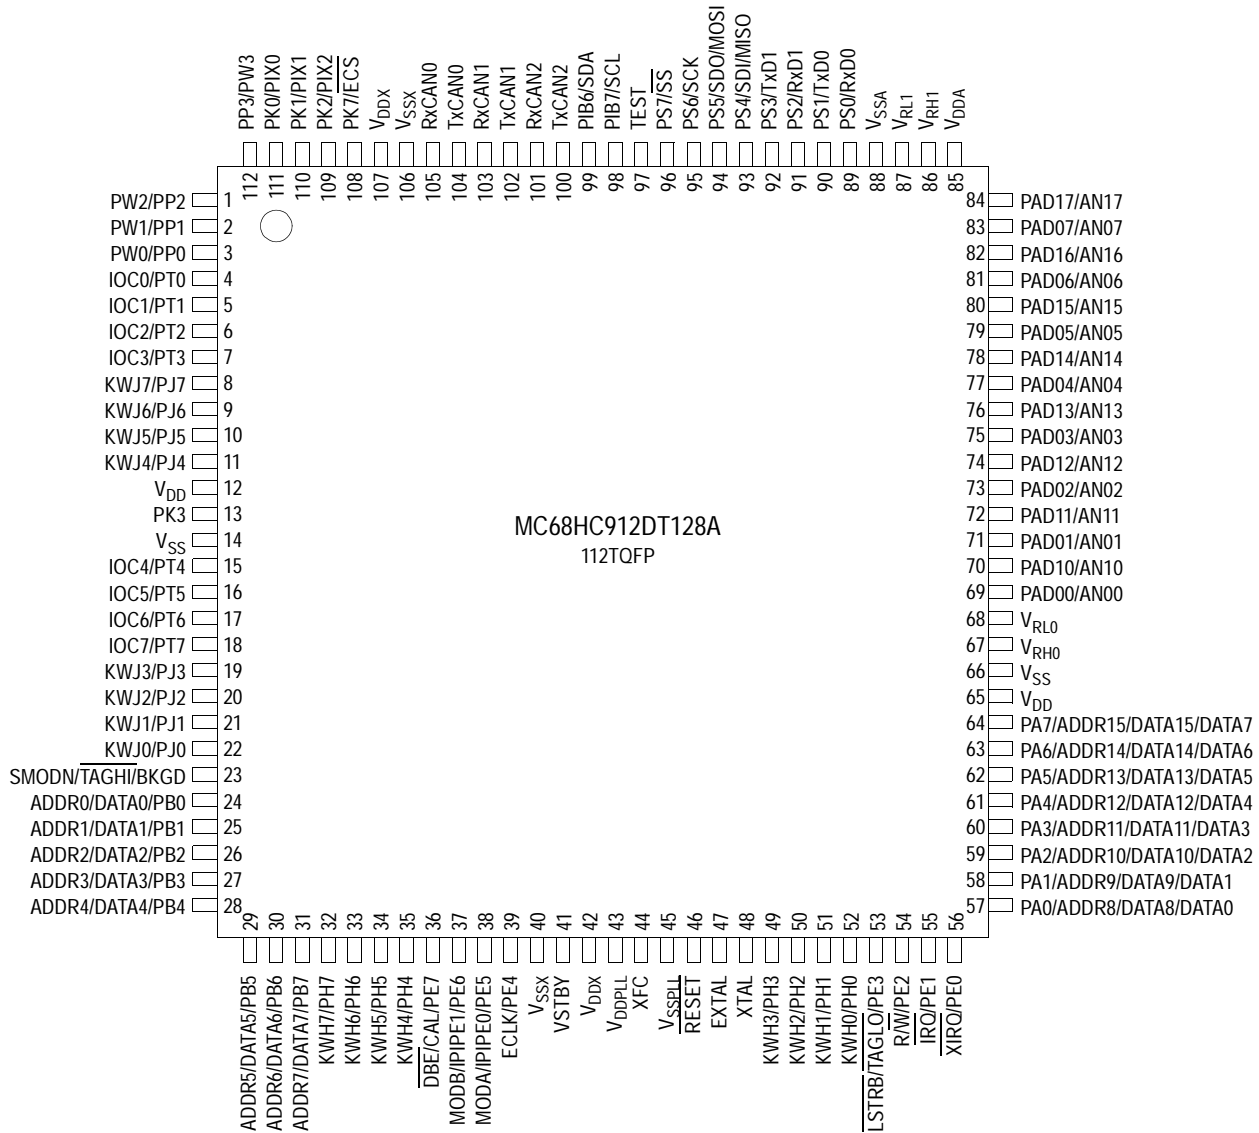 PP3/PW3
PK0/PIX0
PK1/PIX1
PK2/PIX2
PK7/ECS
VDDX
VSSX
RxCAN0
TxCAN0
RxCAN1
TxCAN1
RxCAN2
TxCAN2
PIB6/SDA
PIB7/SCL
TEST
PS7/SS
PS6/SCK
PS5/SDO/MOSI
PS4/SDI/MISO
PS3/TxD1
PS2/RxD1
PS1/TxD0
PS0/RxD0
VSSA
VRL1
VRH1
VDDA
112
111
110
109
108
107
106
105
104
103
102
101
100
99
98
97
96
95
94
93
92
91
90
89
88
87
86
85
PW2/PP2 1
PW1/PP1 2
PW0/PP0 3
IOC0/PT0 4
IOC1/PT1 5
IOC2/PT2 6
IOC3/PT3 7
KWJ7/PJ7 8
KWJ6/PJ6 9
KWJ5/PJ5 10
KWJ4/PJ4 11
VDD 12
PK3 13
VSS 14
IOC4/PT4 15
IOC5/PT5 16
IOC6/PT6 17
IOC7/PT7 18
KWJ3/PJ3 19
KWJ2/PJ2 20
KWJ1/PJ1 21
KWJ0/PJ0 22
SMODN/TAGHI/BKGD 23
ADDR0/DATA0/PB0 24
ADDR1/DATA1/PB1 25
ADDR2/DATA2/PB2 26
ADDR3/DATA3/PB3 27
ADDR4/DATA4/PB4 28
MC68HC912DT128A
112TQFP
84 PAD17/AN17
83 PAD07/AN07
82 PAD16/AN16
81 PAD06/AN06
80 PAD15/AN15
79 PAD05/AN05
78 PAD14/AN14
77 PAD04/AN04
76 PAD13/AN13
75 PAD03/AN03
74 PAD12/AN12
73 PAD02/AN02
72 PAD11/AN11
71 PAD01/AN01
70 PAD10/AN10
69 PAD00/AN00
68 VRL0
67 VRH0
66 VSS
65 VDD
64 PA7/ADDR15/DATA15/DATA7
63 PA6/ADDR14/DATA14/DATA6
62 PA5/ADDR13/DATA13/DATA5
61 PA4/ADDR12/DATA12/DATA4
60 PA3/ADDR11/DATA11/DATA3
59 PA2/ADDR10/DATA10/DATA2
58 PA1/ADDR9/DATA9/DATA1
57 PA0/ADDR8/DATA8/DATA0
29
30
31
32
33
34
35
36
37
38
39
40
41
42
43
44
45
46
47
48
49
50
51
52
53
54
55
56
ADDR5/DATA5/PB5
ADDR6/DATA6/PB6
ADDR7/DATA7/PB7
KWH7/PH7
KWH6/PH6
KWH5/PH5
KWH4/PH4
DBE/CAL/PE7
MODB/IPIPE1/PE6
MODA/IPIPE0/PE5
ECLK/PE4
VSSX
VSTBY
VDDX
VDDPLL
XFC
VSSPLL
RESET
EXTAL
XTAL
KWH3/PH3
KWH2/PH2
KWH1/PH1
KWH0/PH0
LSTRB/TAGLO/PE3
R/W/PE2
IRQ/PE1
XIRQ/PE0